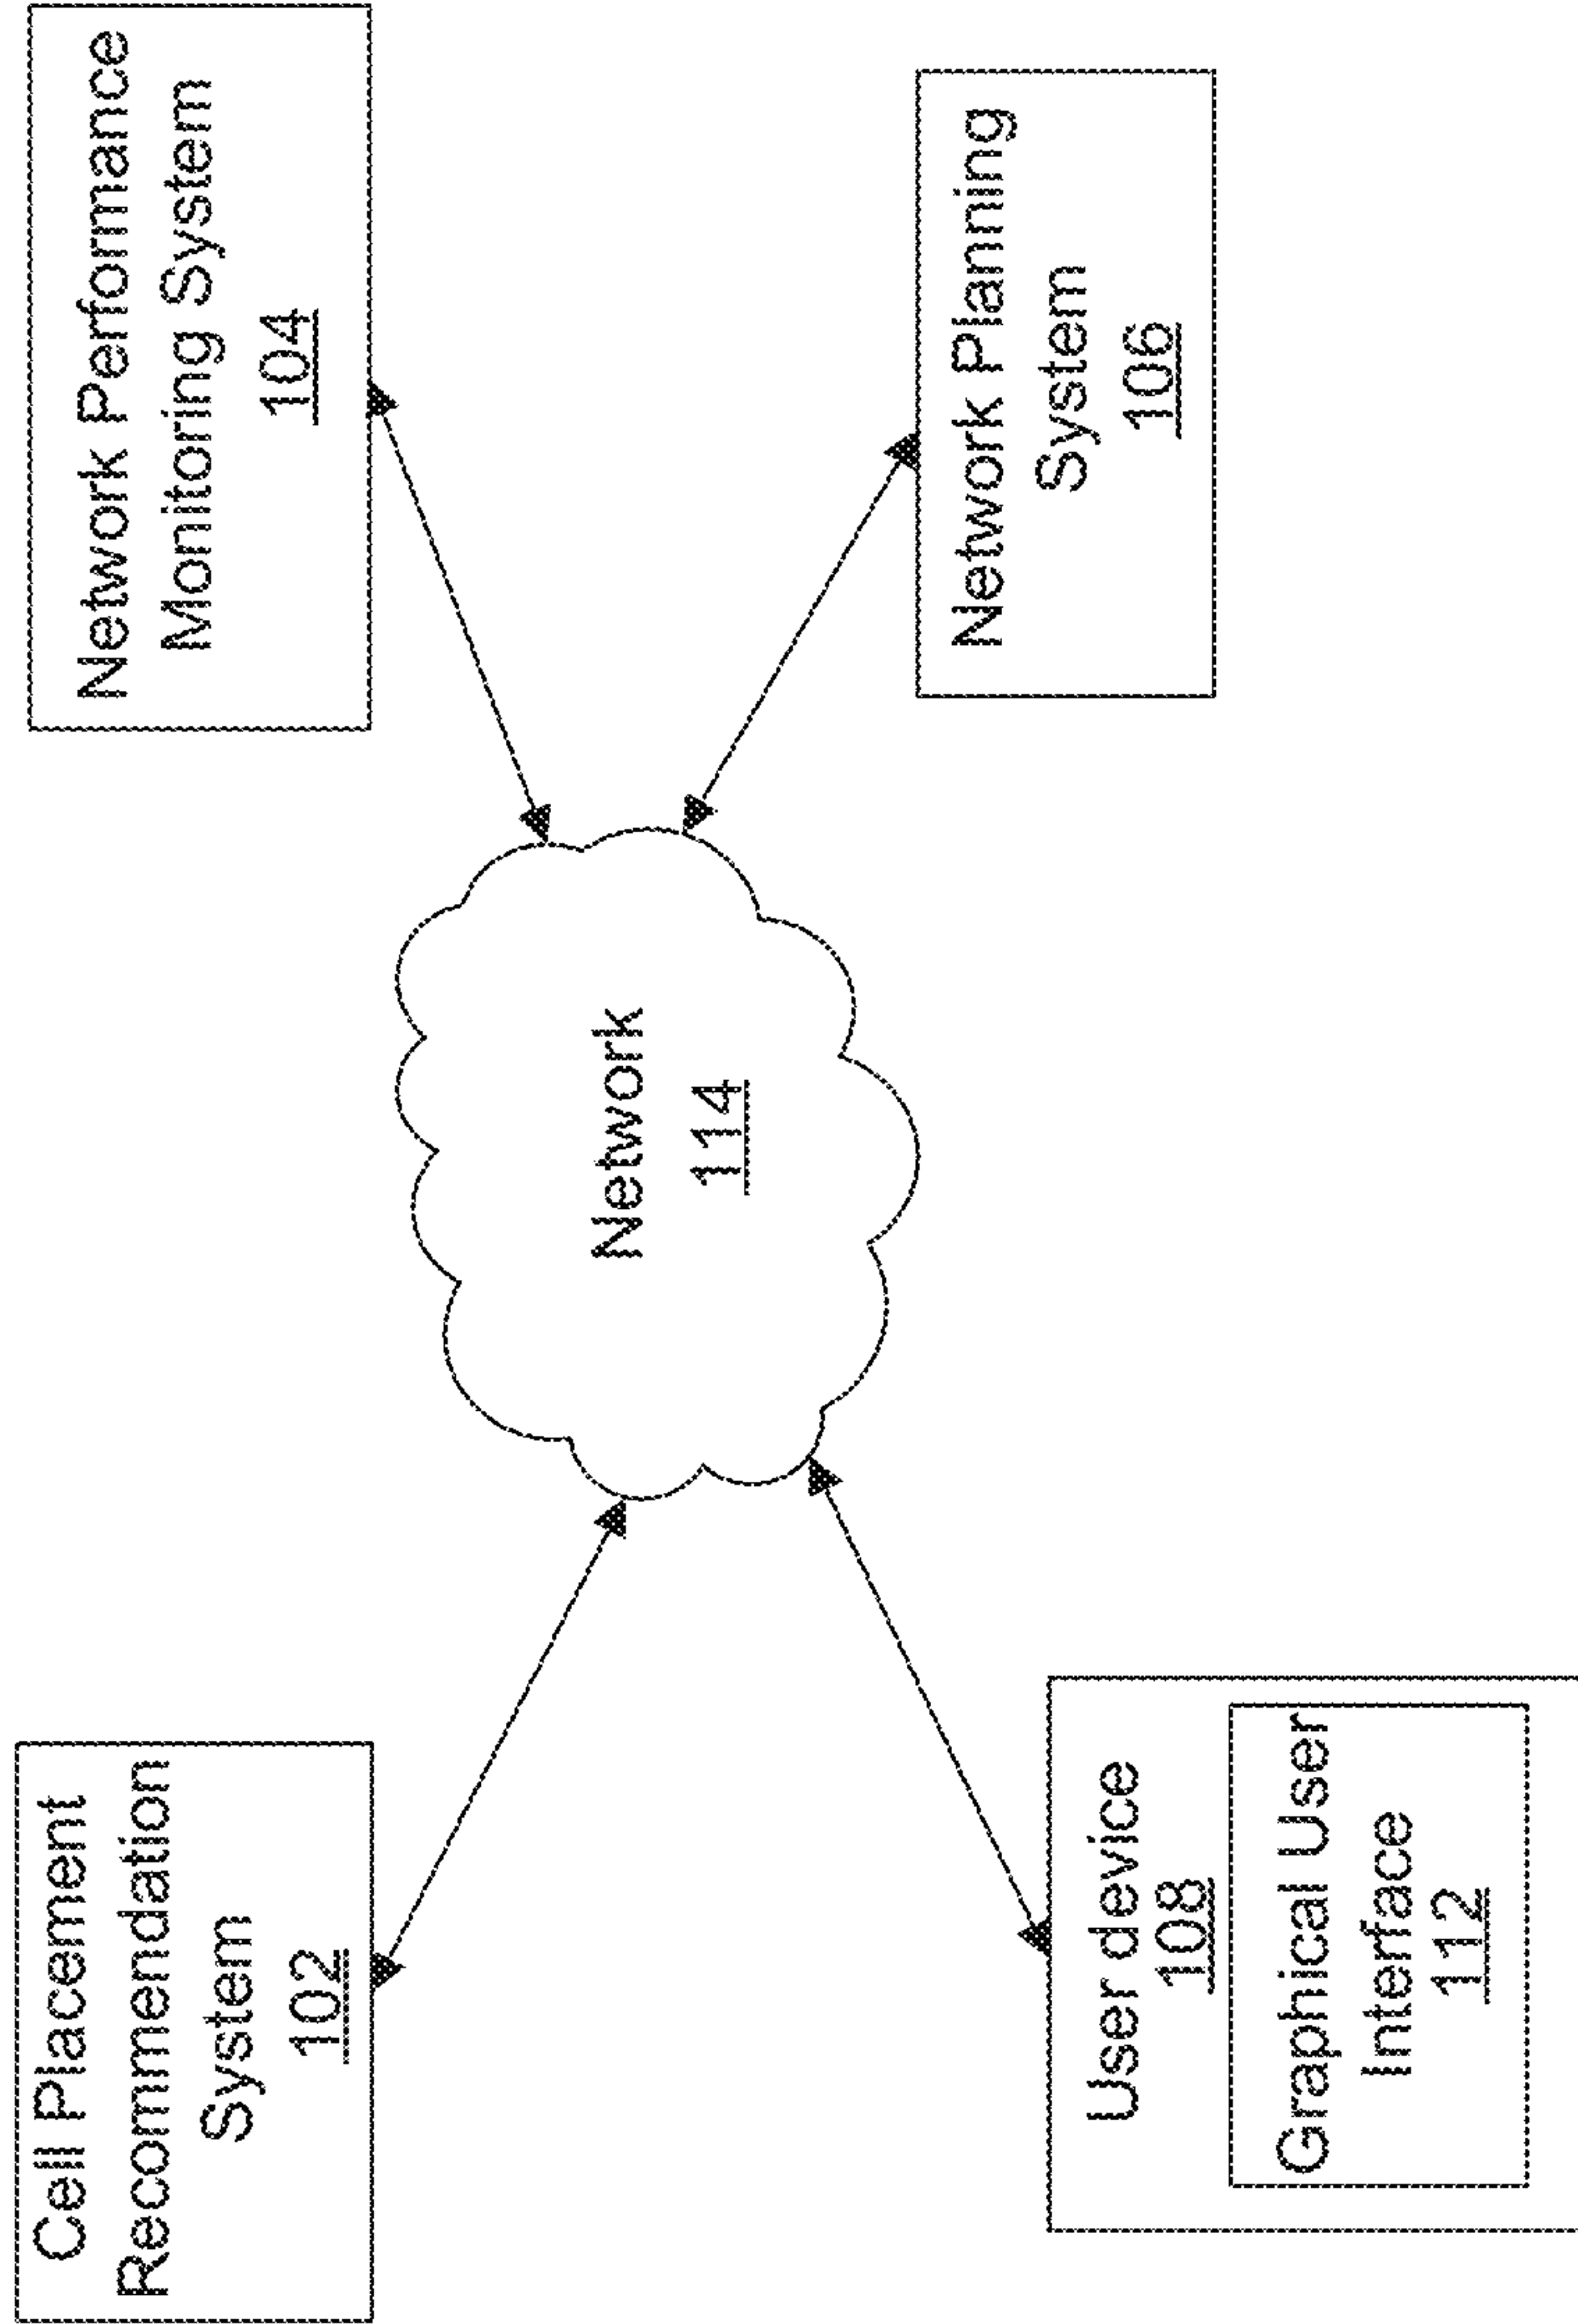 Cell Placement
Recommendation
System
102
Network Performance
Monitoring System
104
Network
114
User device
108
Graphical User
Interface
112
Network Planning
System
106